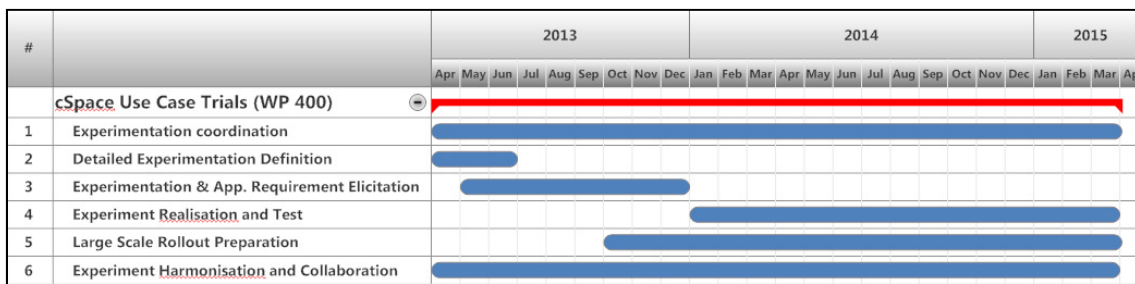 # 2013 2014 2015
Apr May Jun Jul Aug Sep Oct Nov Dec Jan Feb Mar Apr May Jun Jul Aug Sep Oct Nov Dec Jan Feb Mar Ap
cSpace Use Case Trials (WP 400)
1 Experimentation coordination
2 Detailed Experimentation Definition
3 Experimentation & App. Requirement Elicitation
4 Experiment Realisation and Test
5 Large Scale Rollout Preparation
6 Experiment Harmonisation and Collaboration